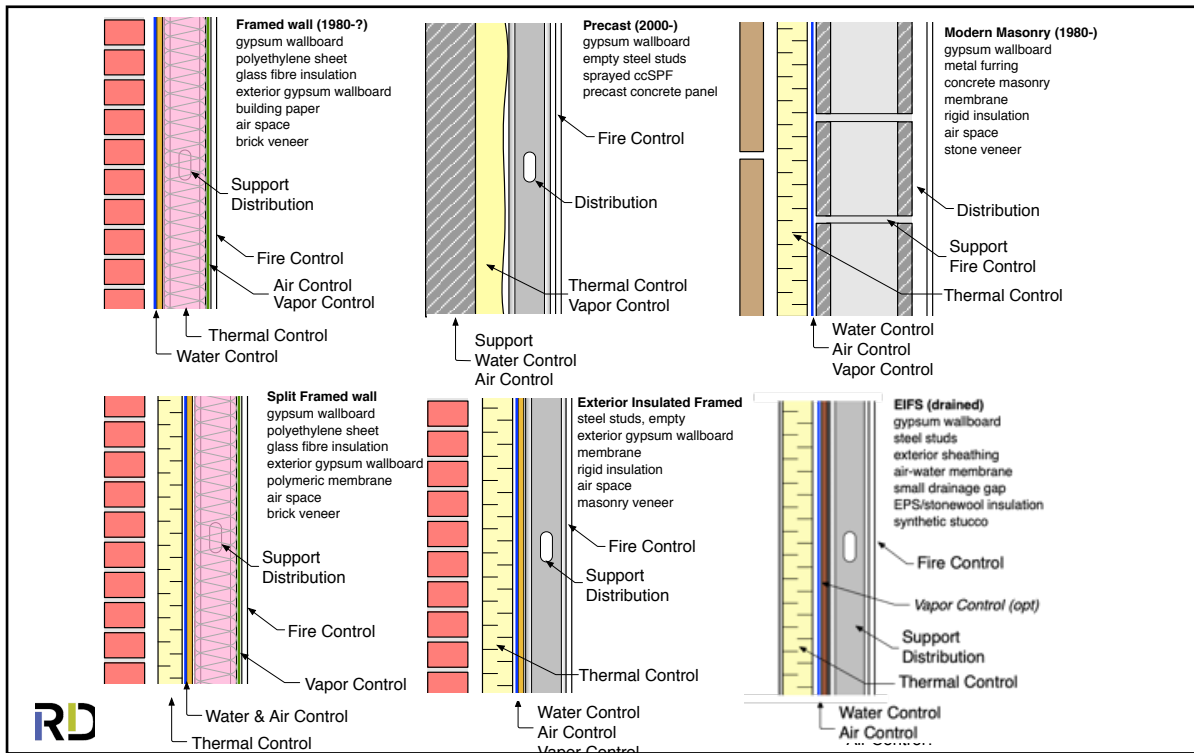 Framed wall (1980-?)
gypsum wallboard
polyethylene sheet
glass fibre insulation
exterior gypsum wallboard
building paper
air space
brick veneer
Support
Distribution
Fire Control
Air Control
Vapor Control
Thermal Control
Water Control
Precast (2000-)
gypsum wallboard
empty steel studs
sprayed ccSPF
precast concrete panel
Fire Control
Distribution
Thermal Control
Vapor Control
Support
Water Control
Air Control
Modern Masonry (1980-)
gypsum wallboard
metal furring
concrete masonry
membrane
rigid insulation
air space
stone veneer
Distribution
Support
Fire Control
Thermal Control
Water Control
Air Control
Vapor Control
Split Framed wall
gypsum wallboard
polyethylene sheet
glass fibre insulation
exterior gypsum wallboard
polymeric membrane
air space
brick veneer
Support
Distribution
Fire Control
Vapor Control
Water & Air Control
Thermal Control
Exterior Insulated Framed
steel studs, empty
exterior gypsum wallboard
membrane
rigid insulation
air space
masonry veneer
Fire Control
Support
Distribution
Thermal Control
Water Control
Air Control
Vapor Control
EIFS (drained)
gypsum wallboard
steel studs
exterior sheathing
air-water membrane
small drainage gap
EPS/stonewool insulation
synthetic stucco
Fire Control
Vapor Control (opt)
Support
Distribution
Thermal Control
Water Control
Air Control
RD